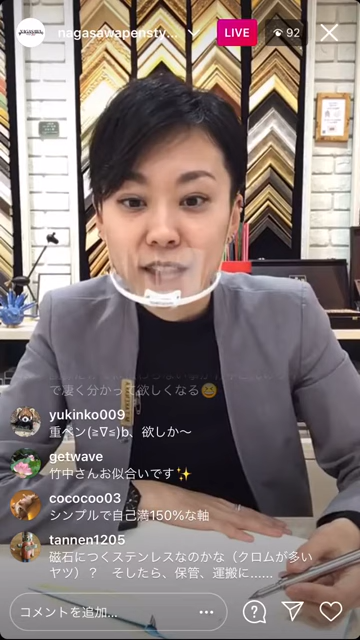 nagasawapensty...
LIVE
92
で凄く分かって欲しくなる
yukinko009
重ペン(≧∇≦)b、欲しか〜
getwave
竹中さんお似合いです✨
cococoo03
シンプルで自己満150%な軸
tannen1205
磁石につくステンレスなのかな（クロムが多い
ヤツ）？　そしたら、保管、運搬に......
コメントを追加...